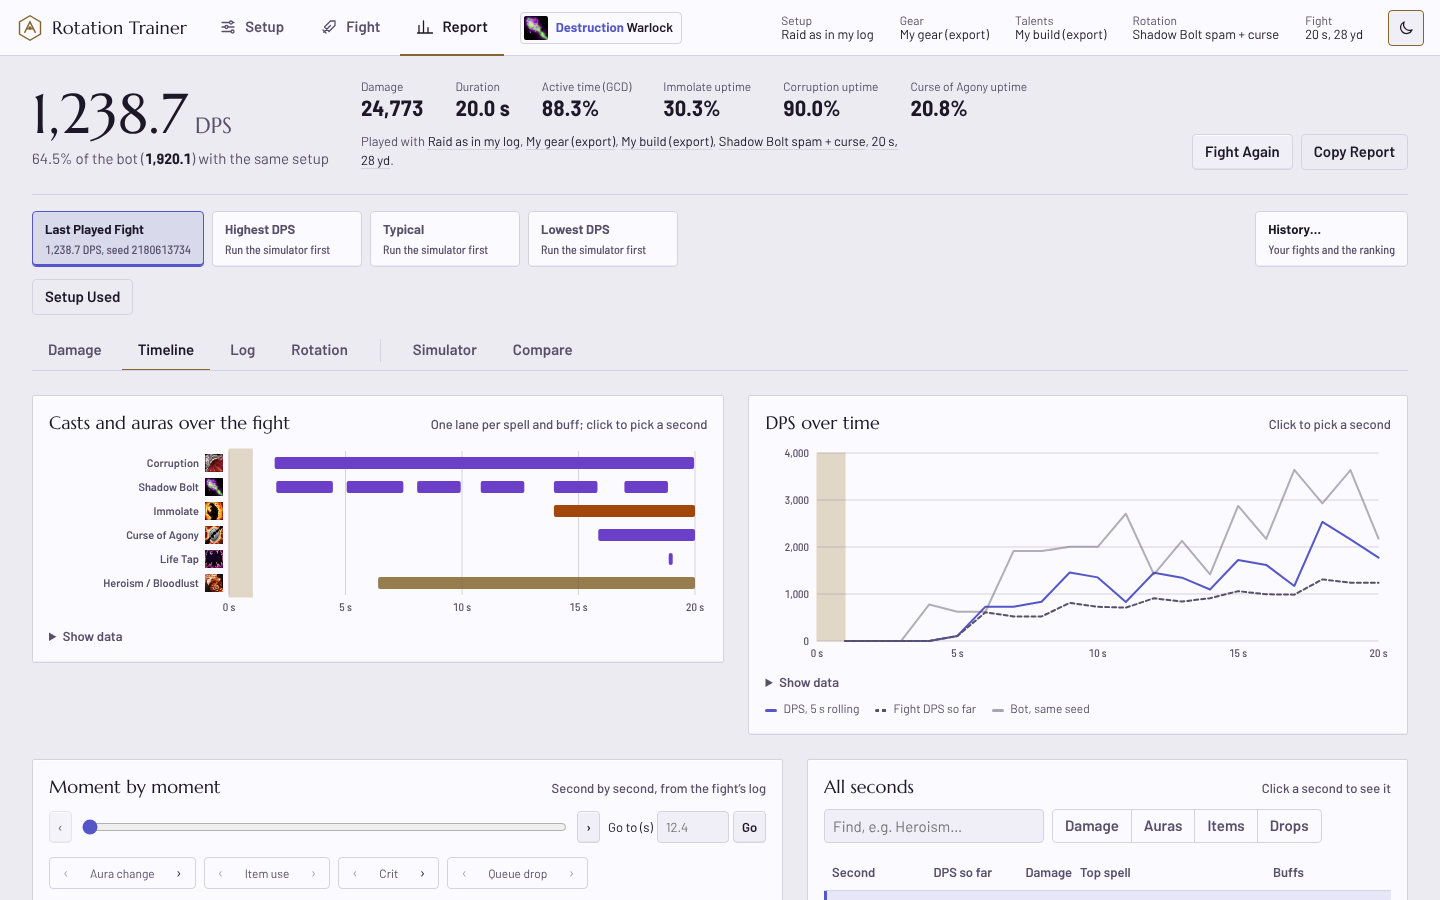 Rotation Trainer
Setup
Fight
Report
Destruction Warlock
Setup
Raid as in my log
Gear
My gear (export)
Talents
My build (export)
Rotation
Shadow Bolt spam + curse
Fight
20 s, 28 yd
1,238.7 DPS
64.5% of the bot (1,920.1) with the same setup
Damage
24,773
Duration
20.0 s
Active time (GCD)
88.3%
Immolate uptime
30.3%
Corruption uptime
90.0%
Curse of Agony uptime
20.8%
Played with Raid as in my log, My gear (export), My build (export), Shadow Bolt spam + curse, 20 s,
28 yd.
Fight Again
Copy Report
Last Played Fight
1,238.7 DPS, seed 2180613734
Highest DPS
Run the simulator first
Typical
Run the simulator first
Lowest DPS
Run the simulator first
History...
Your fights and the ranking
Setup Used
Damage
Timeline
Log
Rotation
Simulator
Compare
Casts and auras over the fight
One lane per spell and buff; click to pick a second
Corruption
Shadow Bolt
Immolate
Curse of Agony
Life Tap
Heroism / Bloodlust
0 s
5 s
10 s
15 s
20 s
Show data
DPS over time
Click to pick a second
4,000
3,000
2,000
1,000
0
0 s
5 s
10 s
15 s
20 s
Show data
DPS, 5 s rolling
Fight DPS so far
Bot, same seed
Moment by moment
Second by second, from the fight's log
‹
›
Go to (s)
12.4
Go
‹ Aura change ›
‹ Item use ›
‹ Crit ›
‹ Queue drop ›
All seconds
Click a second to see it
Find, e.g. Heroism...
Damage
Auras
Items
Drops
Second
DPS so far
Damage
Top spell
Buffs